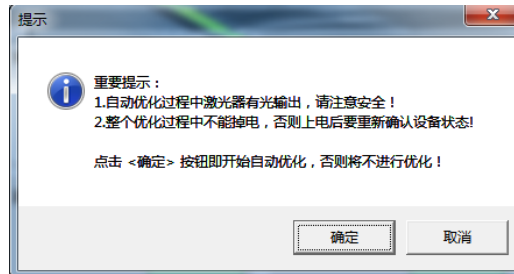 提示
重要提示：
1.自动优化过程中激光器有光输出，请注意安全！
2.整个优化过程中不能掉电，否则上电后要重新确认设备状态!
点击 <确定> 按钮即开始自动优化，否则将不进行优化！
确定
取消